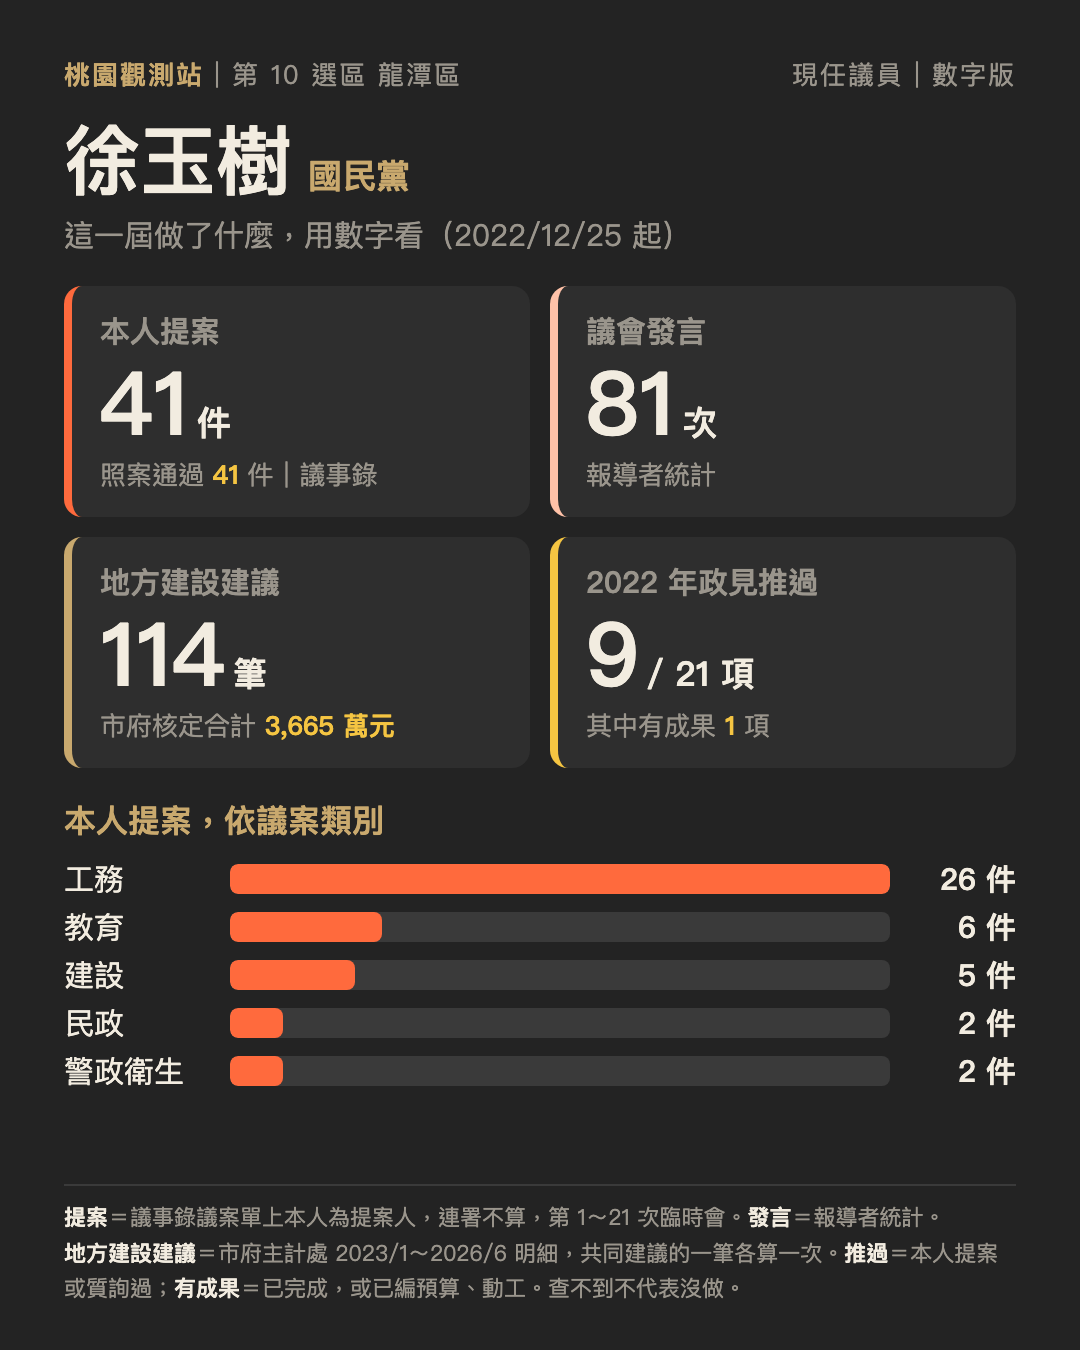 桃園觀測站｜第 10 選區 龍潭區
現任議員｜數字版
徐玉樹 國民黨
這一屆做了什麼，用數字看（2022/12/25 起）
本人提案
41 件
照案通過 41 件｜議事錄
議會發言
81 次
報導者統計
地方建設建議
114 筆
市府核定合計 3,665 萬元
2022 年政見推過
9 / 21 項
其中有成果 1 項
本人提案，依議案類別
工務 26 件
教育 6 件
建設 5 件
民政 2 件
警政衛生 2 件
提案＝議事錄議案單上本人為提案人，連署不算，第 1～21 次臨時會。發言＝報導者統計。
地方建設建議＝市府主計處 2023/1～2026/6 明細，共同建議的一筆各算一次。推過＝本人提案
或質詢過；有成果＝已完成，或已編預算、動工。查不到不代表沒做。